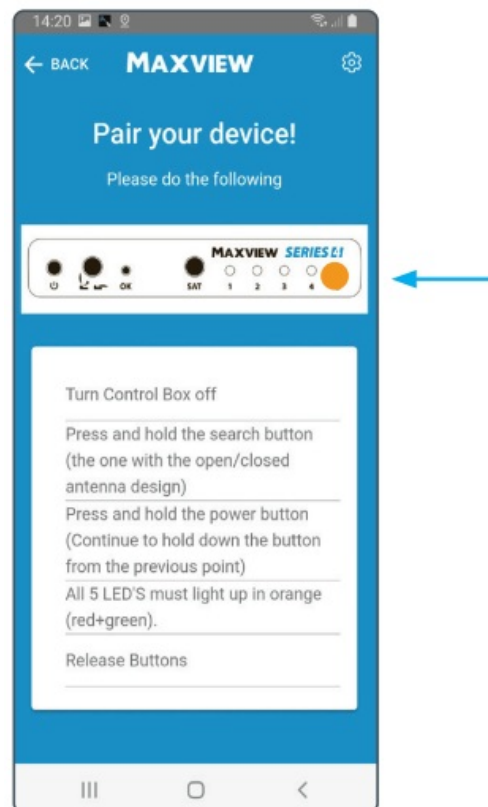 14:20
← BACK MAXVIEW
Pair your device!
Please do the following
MAXVIEW SERIES
OK SAT 1 2 3 4
Turn Control Box off
Press and hold the search button
(the one with the open/closed
antenna design)
Press and hold the power button
(Continue to hold down the button
from the previous point)
All 5 LED'S must light up in orange
(red+green).
Release Buttons